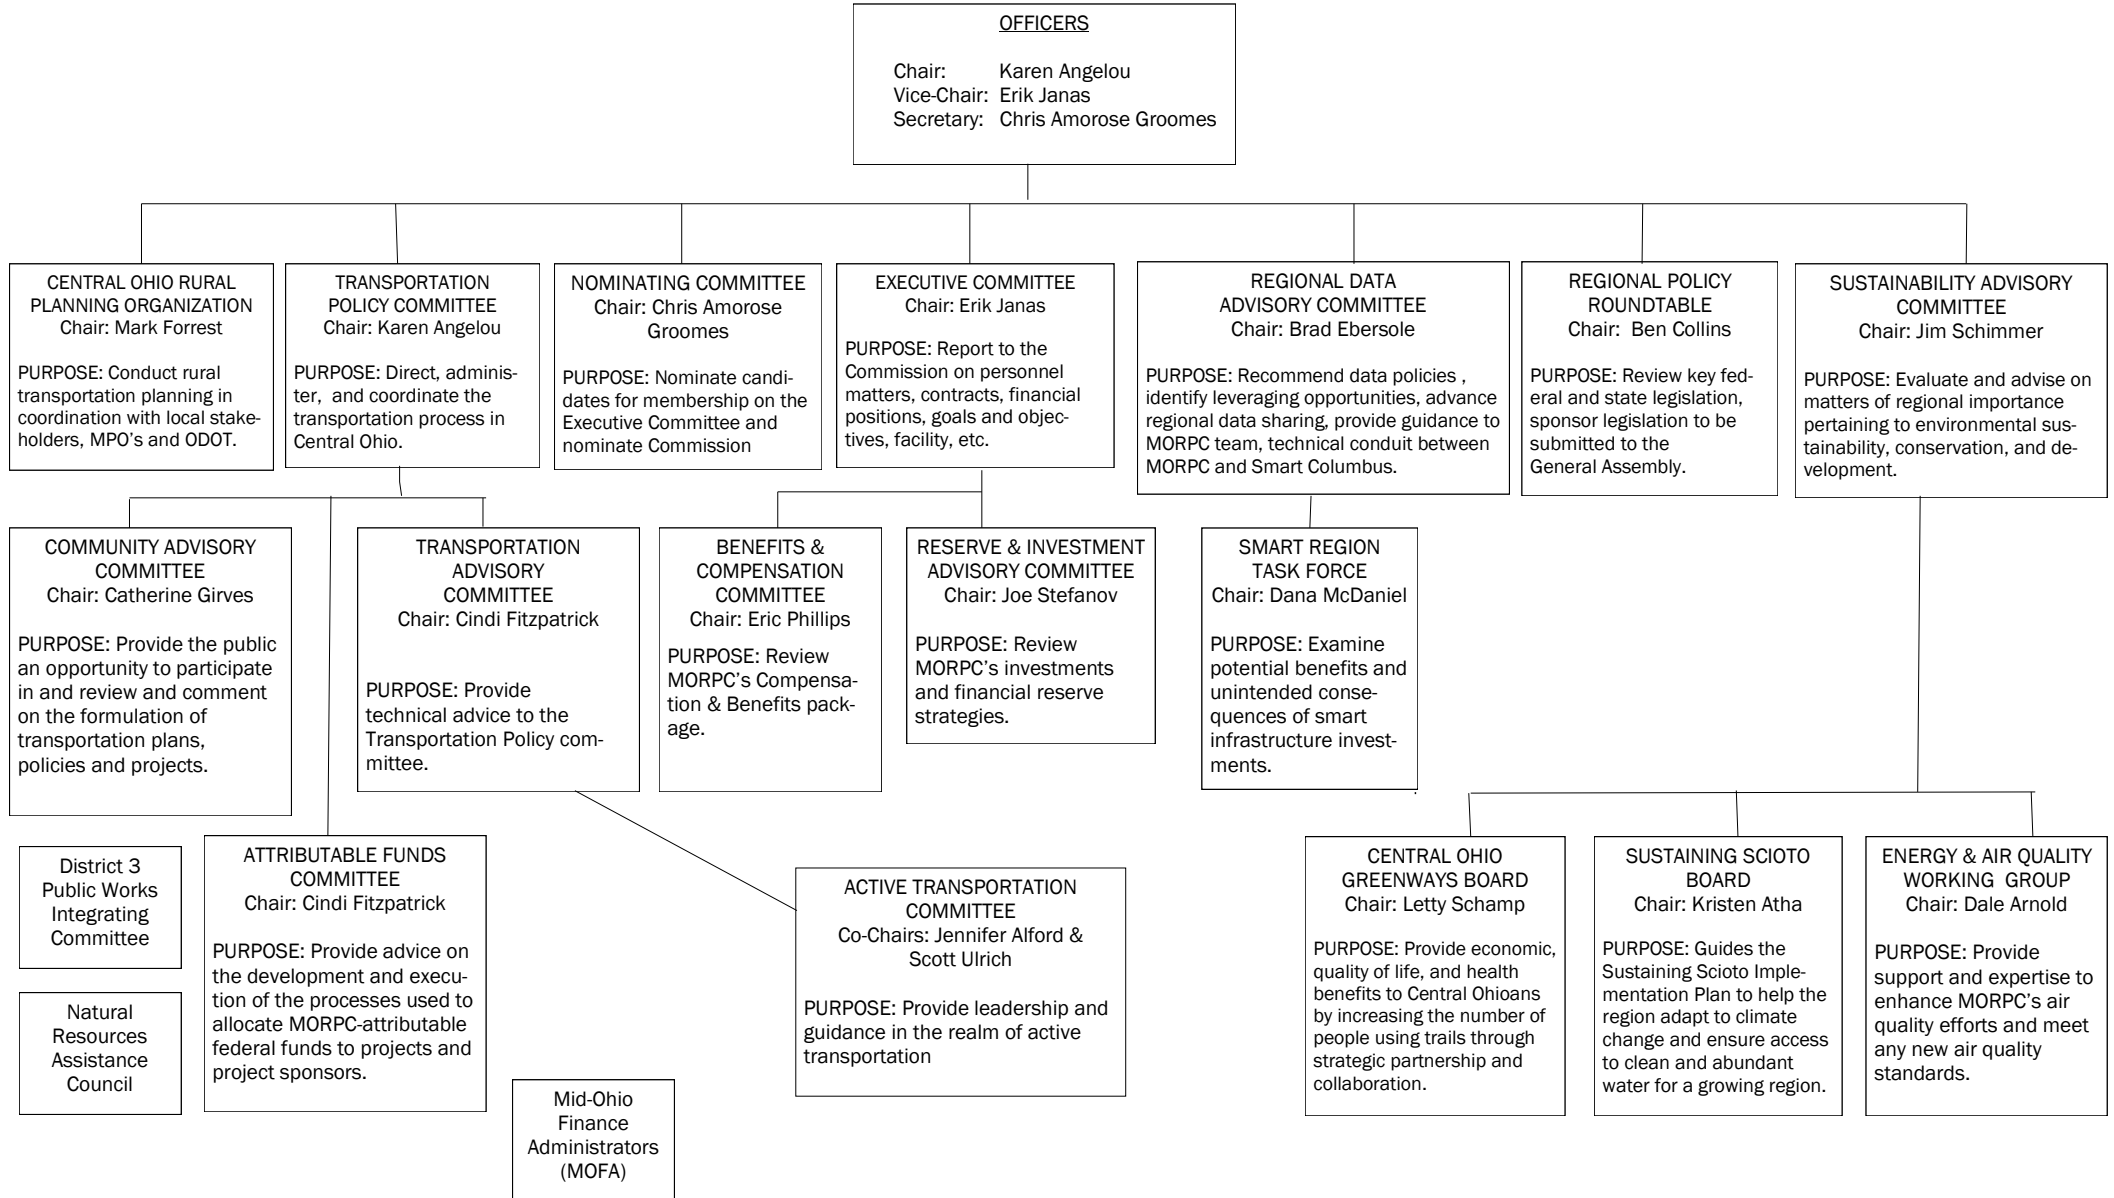 OFFICERS
Chair: Karen Angelou
Vice-Chair: Erik Janas
Secretary: Chris Amorose Groomes
CENTRAL OHIO RURAL
PLANNING ORGANIZATION
Chair: Mark Forrest
PURPOSE: Conduct rural
transportation planning in
coordination with local stake-
holders, MPO's and ODOT.
TRANSPORTATION
POLICY COMMITTEE
Chair: Karen Angelou
PURPOSE: Direct, adminis-
ter, and coordinate the
transportation process in
Central Ohio.
NOMINATING COMMITTEE
Chair: Chris Amorose
Groomes
PURPOSE: Nominate candi-
dates for membership on the
Executive Committee and
nominate Commission
EXECUTIVE COMMITTEE
Chair: Erik Janas
PURPOSE: Report to the
Commission on personnel
matters, contracts, financial
positions, goals and objec-
tives, facility, etc.
REGIONAL DATA
ADVISORY COMMITTEE
Chair: Brad Ebersole
PURPOSE: Recommend data policies ,
identify leveraging opportunities, advance
regional data sharing, provide guidance to
MORPC team, technical conduit between
MORPC and Smart Columbus.
REGIONAL POLICY
ROUNDTABLE
Chair: Ben Collins
PURPOSE: Review key fed-
eral and state legislation,
sponsor legislation to be
submitted to the
General Assembly.
SUSTAINABILITY ADVISORY
COMMITTEE
Chair: Jim Schimmer
PURPOSE: Evaluate and advise on
matters of regional importance
pertaining to environmental sus-
tainability, conservation, and de-
velopment.
COMMUNITY ADVISORY
COMMITTEE
Chair: Catherine Girves
PURPOSE: Provide the public
an opportunity to participate
in and review and comment
on the formulation of
transportation plans,
policies and projects.
TRANSPORTATION
ADVISORY
COMMITTEE
Chair: Cindi Fitzpatrick
PURPOSE: Provide
technical advice to the
Transportation Policy com-
mittee.
BENEFITS &
COMPENSATION
COMMITTEE
Chair: Eric Phillips
PURPOSE: Review
MORPC's Compensa-
tion & Benefits pack-
age.
RESERVE & INVESTMENT
ADVISORY COMMITTEE
Chair: Joe Stefanov
PURPOSE: Review
MORPC's investments
and financial reserve
strategies.
SMART REGION
TASK FORCE
Chair: Dana McDaniel
PURPOSE: Examine
potential benefits and
unintended conse-
quences of smart
infrastructure invest-
ments.
District 3
Public Works
Integrating
Committee
Natural
Resources
Assistance
Council
ATTRIBUTABLE FUNDS
COMMITTEE
Chair: Cindi Fitzpatrick
PURPOSE: Provide advice on
the development and execu-
tion of the processes used to
allocate MORPC-attributable
federal funds to projects and
project sponsors.
Mid-Ohio
Finance
Administrators
(MOFA)
ACTIVE TRANSPORTATION
COMMITTEE
Co-Chairs: Jennifer Alford &
Scott Ulrich
PURPOSE: Provide leadership and
guidance in the realm of active
transportation
CENTRAL OHIO
GREENWAYS BOARD
Chair: Letty Schamp
PURPOSE: Provide economic,
quality of life, and health
benefits to Central Ohioans
by increasing the number of
people using trails through
strategic partnership and
collaboration.
SUSTAINING SCIOTO
BOARD
Chair: Kristen Atha
PURPOSE: Guides the
Sustaining Scioto Imple-
mentation Plan to help the
region adapt to climate
change and ensure access
to clean and abundant
water for a growing region.
ENERGY & AIR QUALITY
WORKING GROUP
Chair: Dale Arnold
PURPOSE: Provide
support and expertise to
enhance MORPC's air
quality efforts and meet
any new air quality
standards.